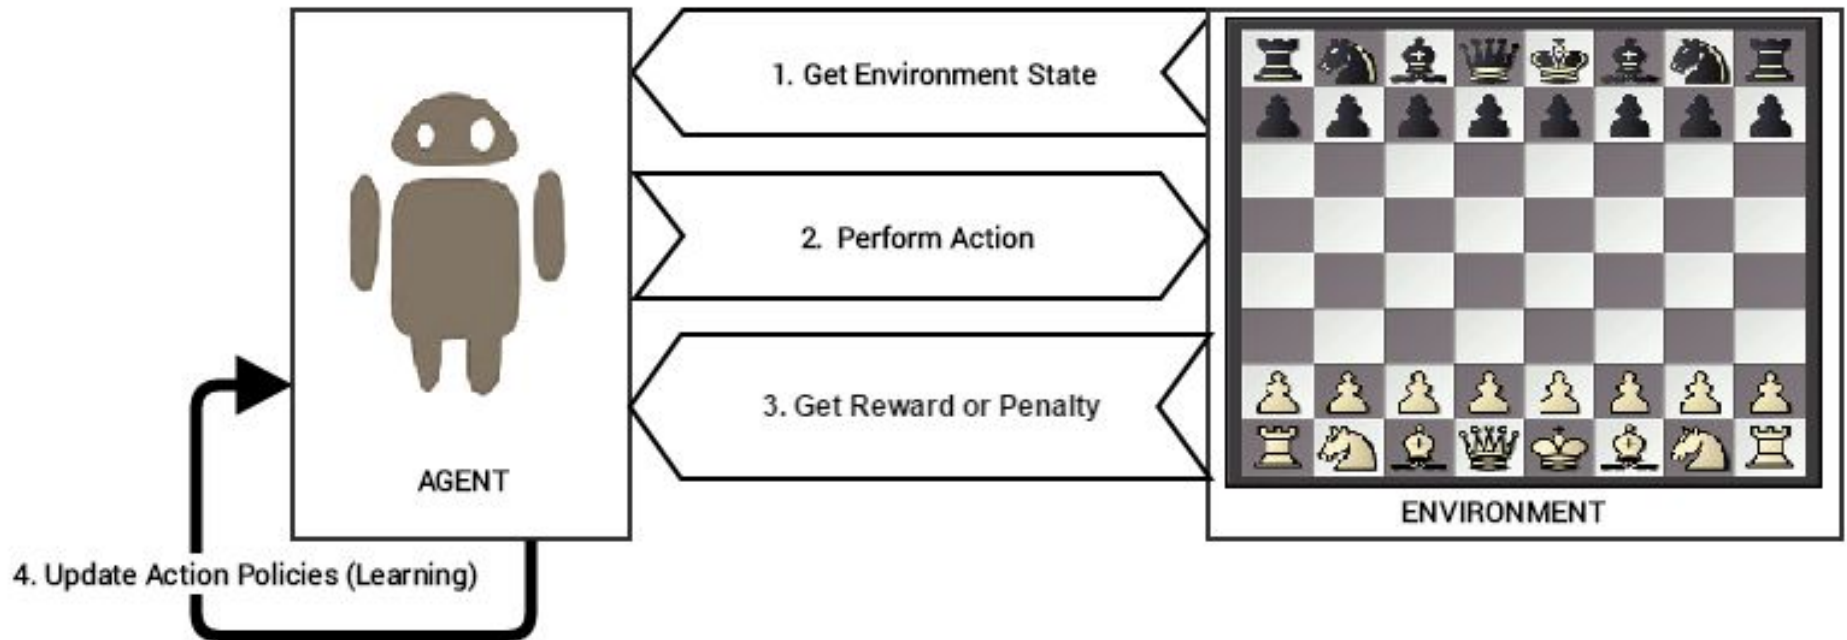 1. Get Environment State
2. Perform Action
3. Get Reward or Penalty
AGENT
ENVIRONMENT
4. Update Action Policies (Learning)